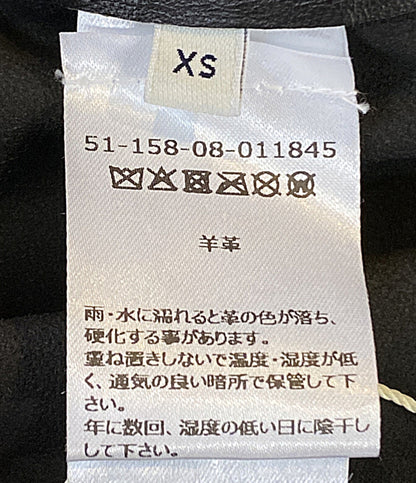 XS
51-158-08-011845
羊革
雨・水に濡れると革の色が落ち、
硬化する事があります。
重ね置きしないで温度・湿度が低
く、通気の良い暗所で保管して下
さい。
年に数回、湿度の低い日に陰干し
して下さい。